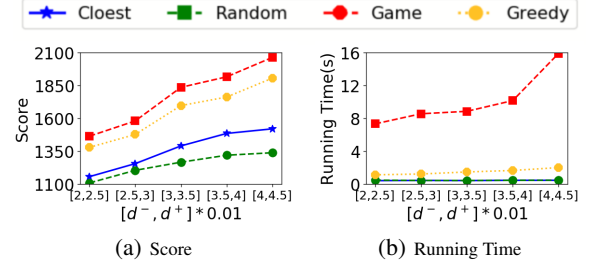 Cloest Random Game Greedy
2100
1850
1600
1350
1100
Score
[2,2.5] [2.5,3] [3,3.5] [3.5,4] [4,4.5]
[d⁻, d⁺] * 0.01
(a) Score
16
12
8
4
0
Running Time(s)
[2,2.5] [2.5,3] [3,3.5] [3.5,4] [4,4.5]
[d⁻, d⁺] * 0.01
(b) Running Time